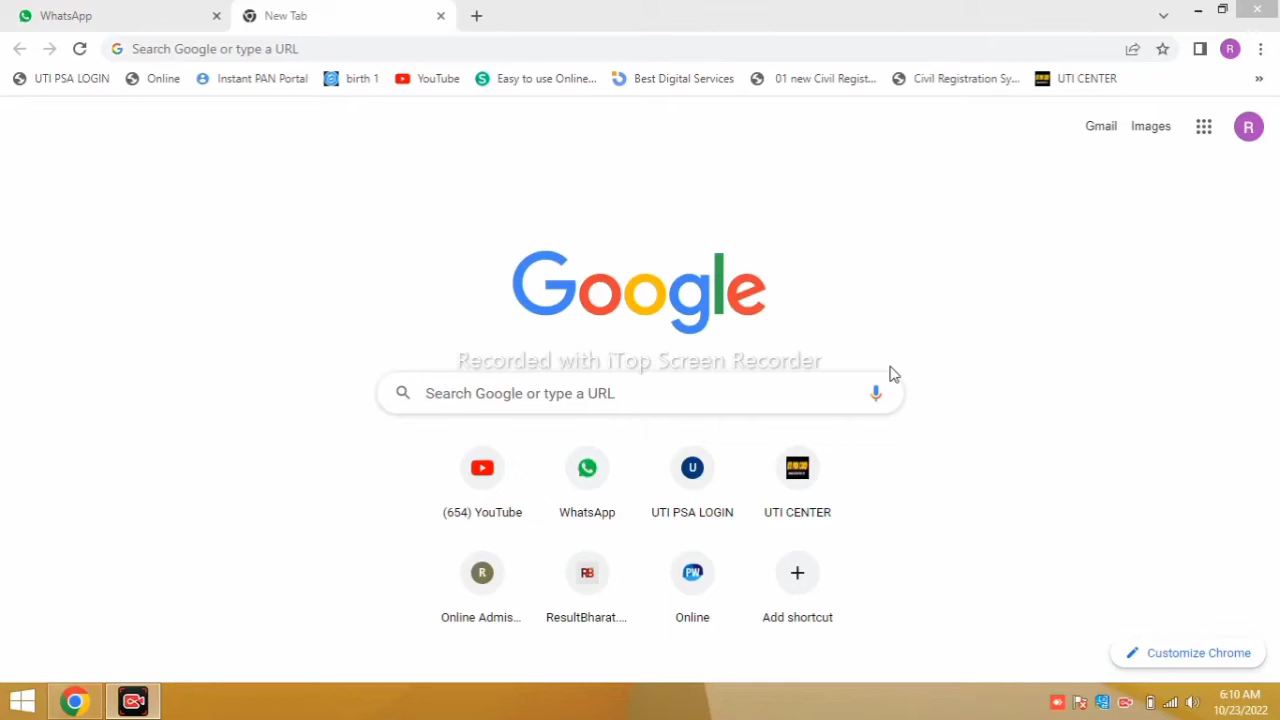 WhatsApp
New Tab
Search Google or type a URL
R
UTI PSA LOGIN
Online
Instant PAN Portal
birth 1
YouTube
S
Easy to use Online...
Best Digital Services
01 new Civil Regist...
Civil Registration Sy...
UTI CENTER
»
Gmail
Images
R
Google
Recorded with iTop Screen Recorder
Search Google or type a URL
U
(654) YouTube
WhatsApp
UTI PSA LOGIN
UTI CENTER
R
RB
PW
Online Admis...
ResultBharat....
Online
Add shortcut
Customize Chrome
6:10 AM
10/23/2022